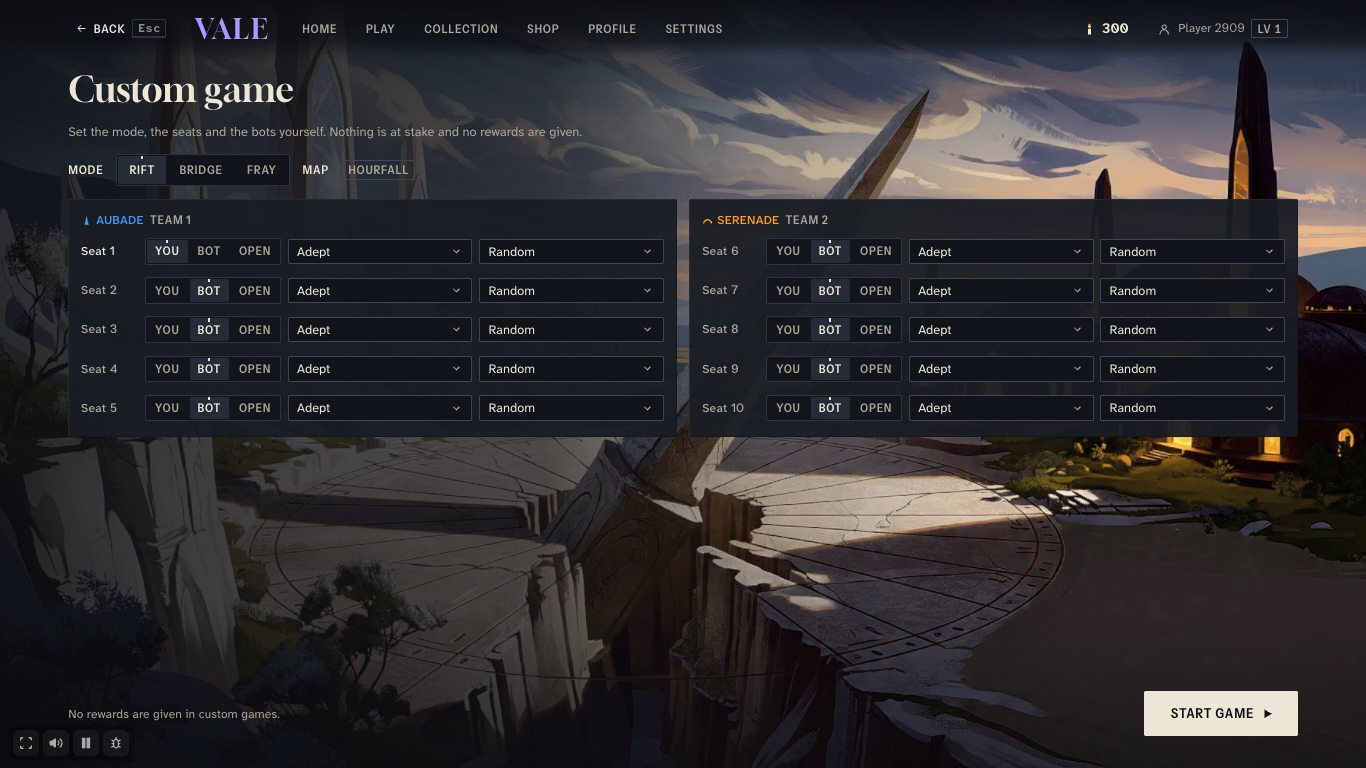 ← BACK Esc VALE HOME PLAY COLLECTION SHOP PROFILE SETTINGS 300 Player 2909 LV 1
Custom game
Set the mode, the seats and the bots yourself. Nothing is at stake and no rewards are given.
MODE RIFT BRIDGE FRAY MAP HOURFALL
AUBADE TEAM 1
Seat 1 YOU BOT OPEN Adept Random
Seat 2 YOU BOT OPEN Adept Random
Seat 3 YOU BOT OPEN Adept Random
Seat 4 YOU BOT OPEN Adept Random
Seat 5 YOU BOT OPEN Adept Random
SERENADE TEAM 2
Seat 6 YOU BOT OPEN Adept Random
Seat 7 YOU BOT OPEN Adept Random
Seat 8 YOU BOT OPEN Adept Random
Seat 9 YOU BOT OPEN Adept Random
Seat 10 YOU BOT OPEN Adept Random
No rewards are given in custom games.
START GAME